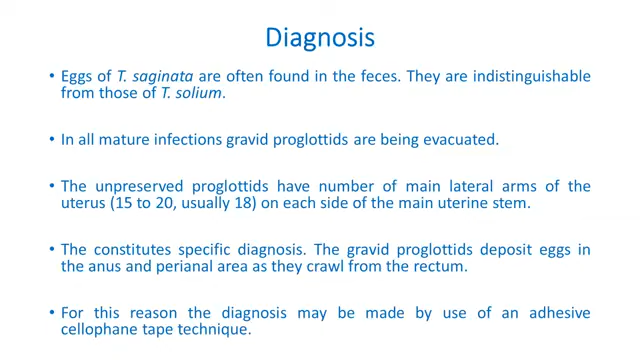 Diagnosis
• Eggs of T. saginata are often found in the feces. They are indistinguishable
from those of T. solium.
• In all mature infections gravid proglottids are being evacuated.
• The unpreserved proglottids have number of main lateral arms of the
uterus (15 to 20, usually 18) on each side of the main uterine stem.
• The constitutes specific diagnosis. The gravid proglottids deposit eggs in
the anus and perianal area as they crawl from the rectum.
• For this reason the diagnosis may be made by use of an adhesive
cellophane tape technique.